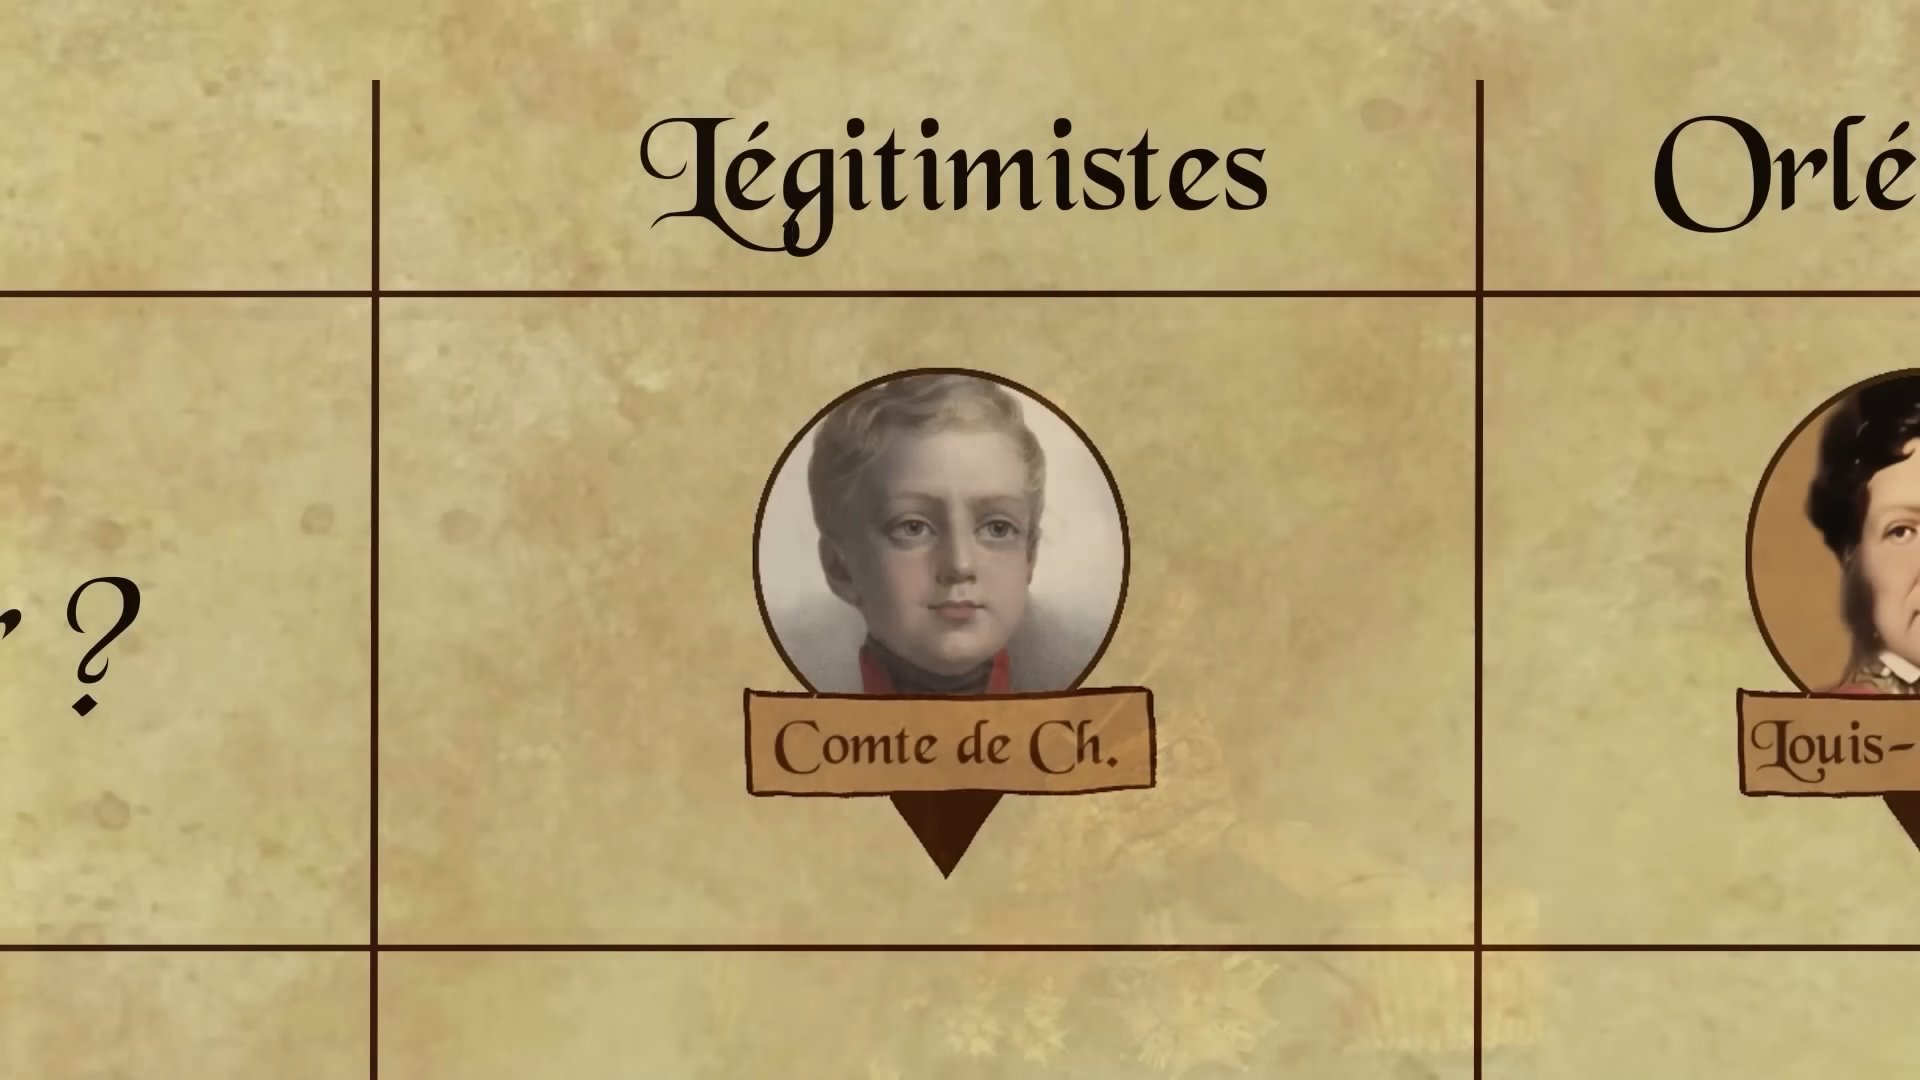 Légitimistes
Orlé
?
Comte de Ch.
Louis-